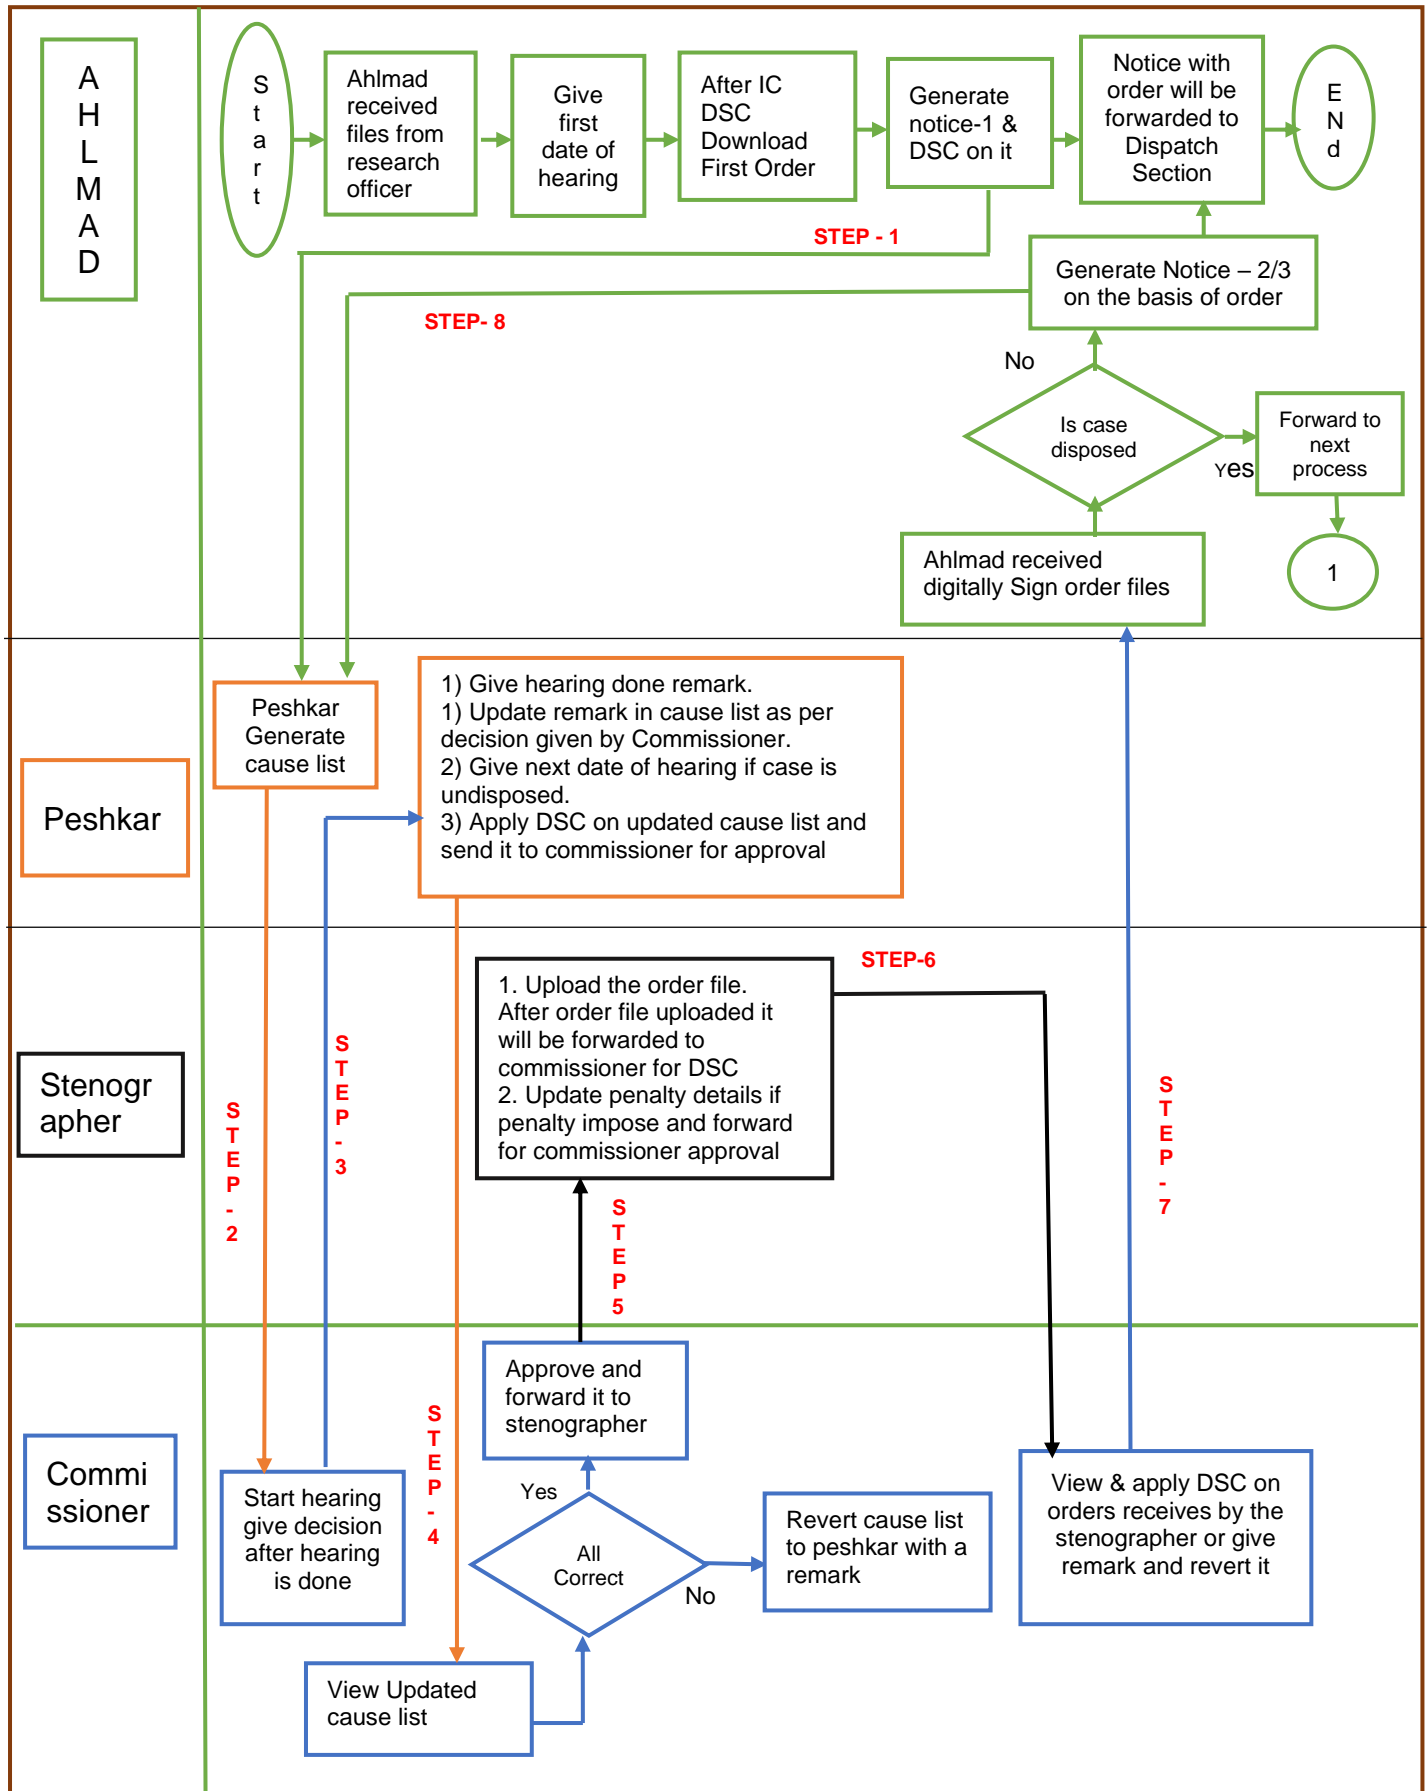 A
H
L
M
A
D
S
t
a
r
t
Ahlmad
received
files from
research
officer
Give
first
date of
hearing
After IC
DSC
Download
First Order
Generate
notice-1 &
DSC on it
Notice with
order will be
forwarded to
Dispatch
Section
E
N
d
STEP - 1
Generate Notice – 2/3
on the basis of order
STEP- 8
No
Is case
disposed
Yes
Forward to
next
process
1
Ahlmad received
digitally Sign order files
Peshkar
Peshkar
Generate
cause list
1) Give hearing done remark.
1) Update remark in cause list as per
decision given by Commissioner.
2) Give next date of hearing if case is
undisposed.
3) Apply DSC on updated cause list and
send it to commissioner for approval
Stenogr
apher
S
T
E
P
-
2
S
T
E
P
-
3
1. Upload the order file.
After order file uploaded it
will be forwarded to
commissioner for DSC
2. Update penalty details if
penalty impose and forward
for commissioner approval
STEP-6
S
T
E
P
5
S
T
E
P
-
7
Commi
ssioner
Start hearing
give decision
after hearing
is done
S
T
E
P
-
4
Approve and
forward it to
stenographer
Yes
All
Correct
No
Revert cause list
to peshkar with a
remark
View & apply DSC on
orders receives by the
stenographer or give
remark and revert it
View Updated
cause list